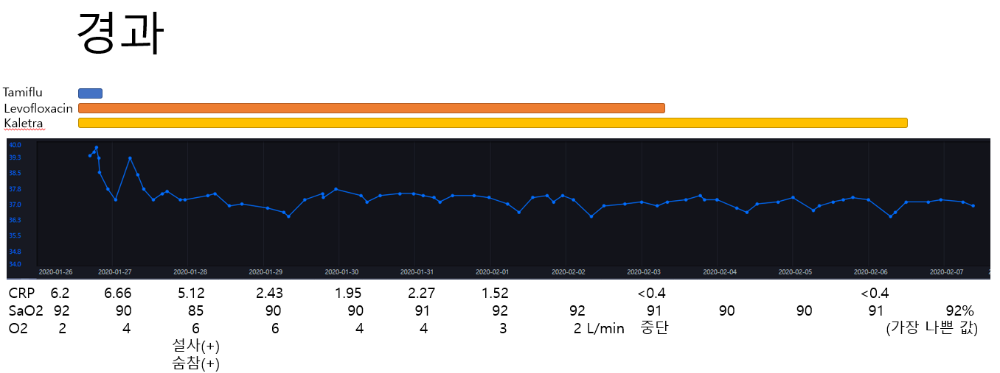 경과
Tamiflu
Levofloxacin
Kaletra
40.0
39.3
38.5
37.8
37.0
36.3
35.5
34.8
34.0
2020-01-26 2020-01-27 2020-01-28 2020-01-29 2020-01-30 2020-01-31 2020-02-01 2020-02-02 2020-02-03 2020-02-04 2020-02-05 2020-02-06 2020-02-07
CRP 6.2 6.66 5.12 2.43 1.95 2.27 1.52 <0.4 <0.4
SaO2 92 90 85 90 90 91 92 92 91 90 90 91 92%
O2 2 4 6 6 4 4 3 2 L/min 중단 (가장 나쁜 값)
설사(+)
숨참(+)